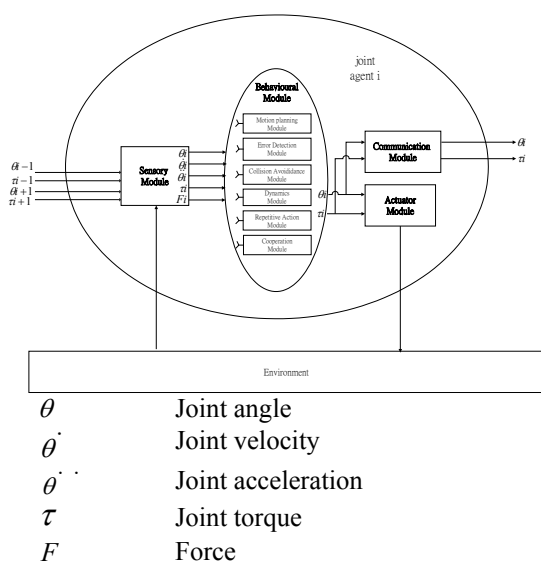 joint
agent i
Behavioural
Module
Motion planning
Module
Error Detection
Module
Collision Avoidance
Module
Dynamics
Module
Repetitive Action
Module
Cooperation
Module
θi−1
τi−1
θi+1
τi+1
Sensory
Module
θi
θ̇i
θ̈i
τi
Fi
θi
τi
Communication
Module
Actuator
Module
θi
τi
Environment
θ Joint angle
θ˙ Joint velocity
θ˙˙ Joint acceleration
τ Joint torque
F Force